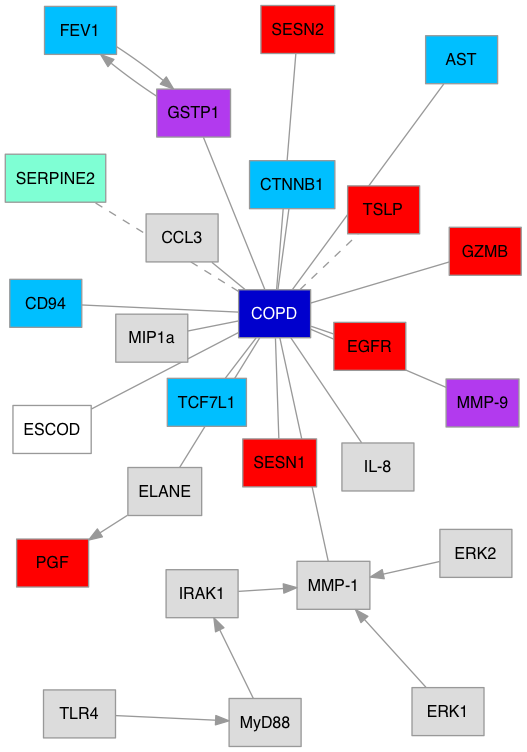 FEV1
SESN2
AST
GSTP1
SERPINE2
CTNNB1
TSLP
CCL3
GZMB
CD94
COPD
MIP1a
EGFR
TCF7L1
MMP-9
ESCOD
SESN1
IL-8
ELANE
PGF
ERK2
IRAK1
MMP-1
TLR4
MyD88
ERK1